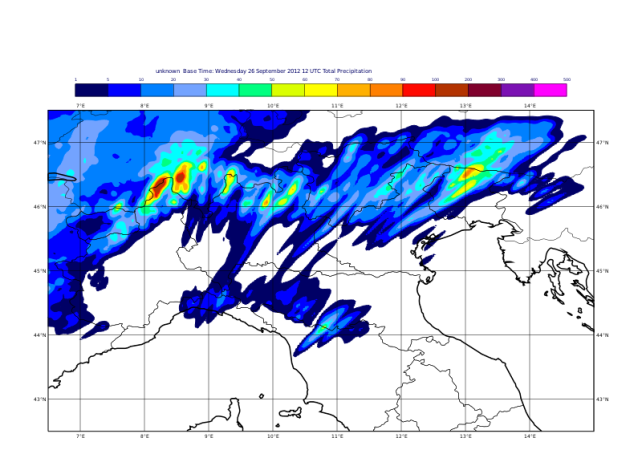 unknown Base Time: Wednesday 26 September 2012 12 UTC Total Precipitation
1 5 10 20 30 40 50 60 70 80 90 100 200 300 400 500
7°E 8°E 9°E 10°E 11°E 12°E 13°E 14°E
47°N 47°N
46°N 46°N
45°N 45°N
44°N 44°N
43°N 43°N
7°E 8°E 9°E 10°E 11°E 12°E 13°E 14°E